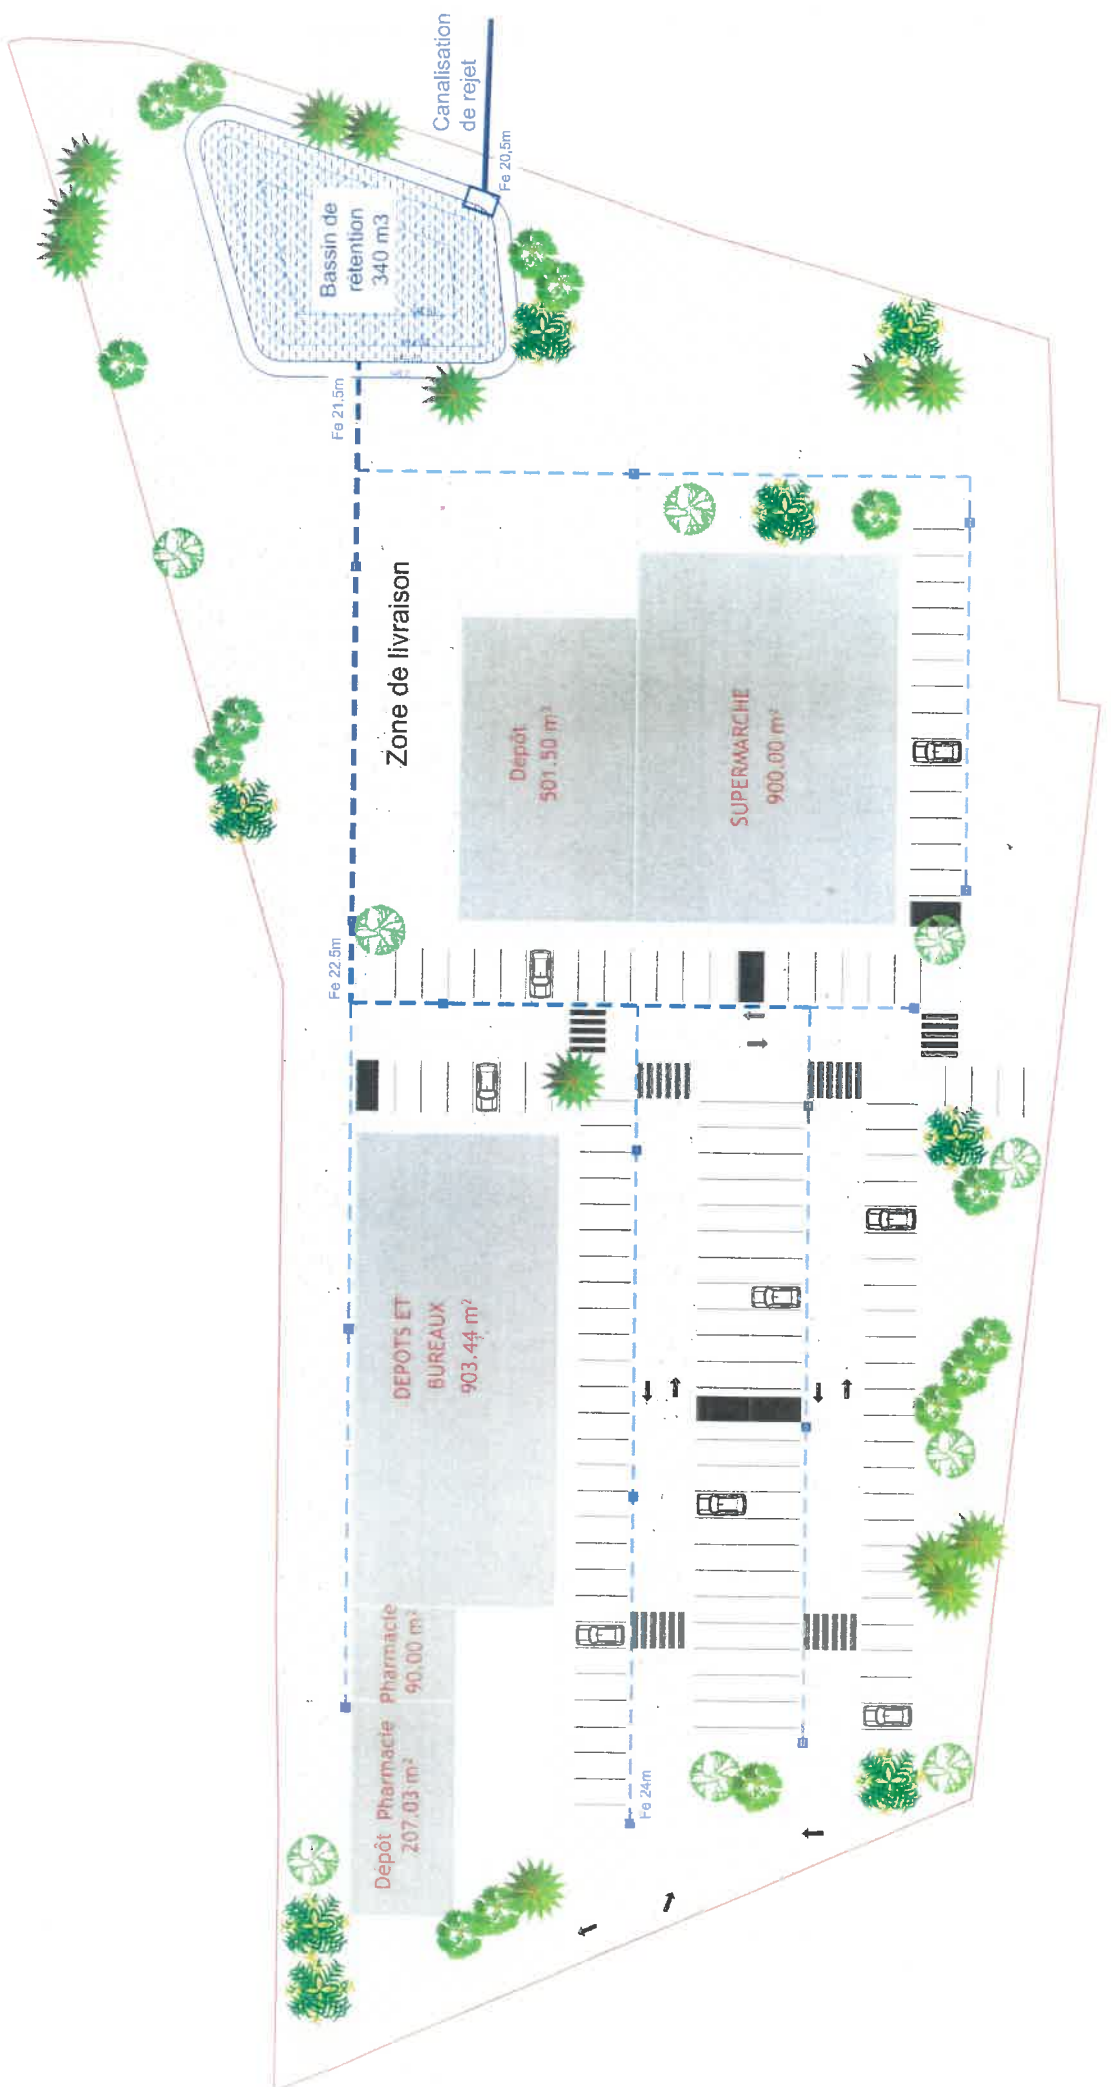 Canalisation
de rejet
Fe 20,5m
Bassin de
rétention
340 m3
Fe 21.5m
Zone de livraison
Depot
501.50 m²
SUPERMARCHE
900.00 m²
Fe 22.5m
DEPOTS ET
BUREAUX
903.44 m²
Pharmacie
90.00 m²
Dépôt Pharmacie
207.03 m²
Fe 24m